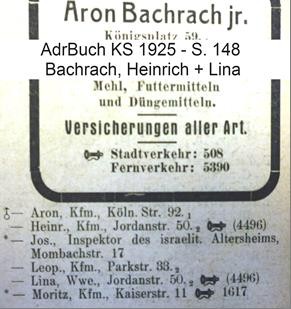 Aron Bachrach jr.
Königsplatz 59.
AdrBuch KS 1925 - S. 148
Bachrach, Heinrich + Lina
Mehl, Futtermitteln
und Düngemitteln.
Versicherungen aller Art.
Stadtverkehr: 508
Fernverkehr: 5390
— Aron, Kfm., Köln. Str. 92.1
— Heinr., Kfm., Jordanstr. 50.2 (4496)
*— Jos., Inspektor des israelit. Altersheims,
Mombachstr. 17
— Leop., Kfm., Parkstr. 33.2
— Lina, Wwe., Jordanstr. 50.2 (4496)
*— Moritz, Kfm., Kaiserstr. 11 1617